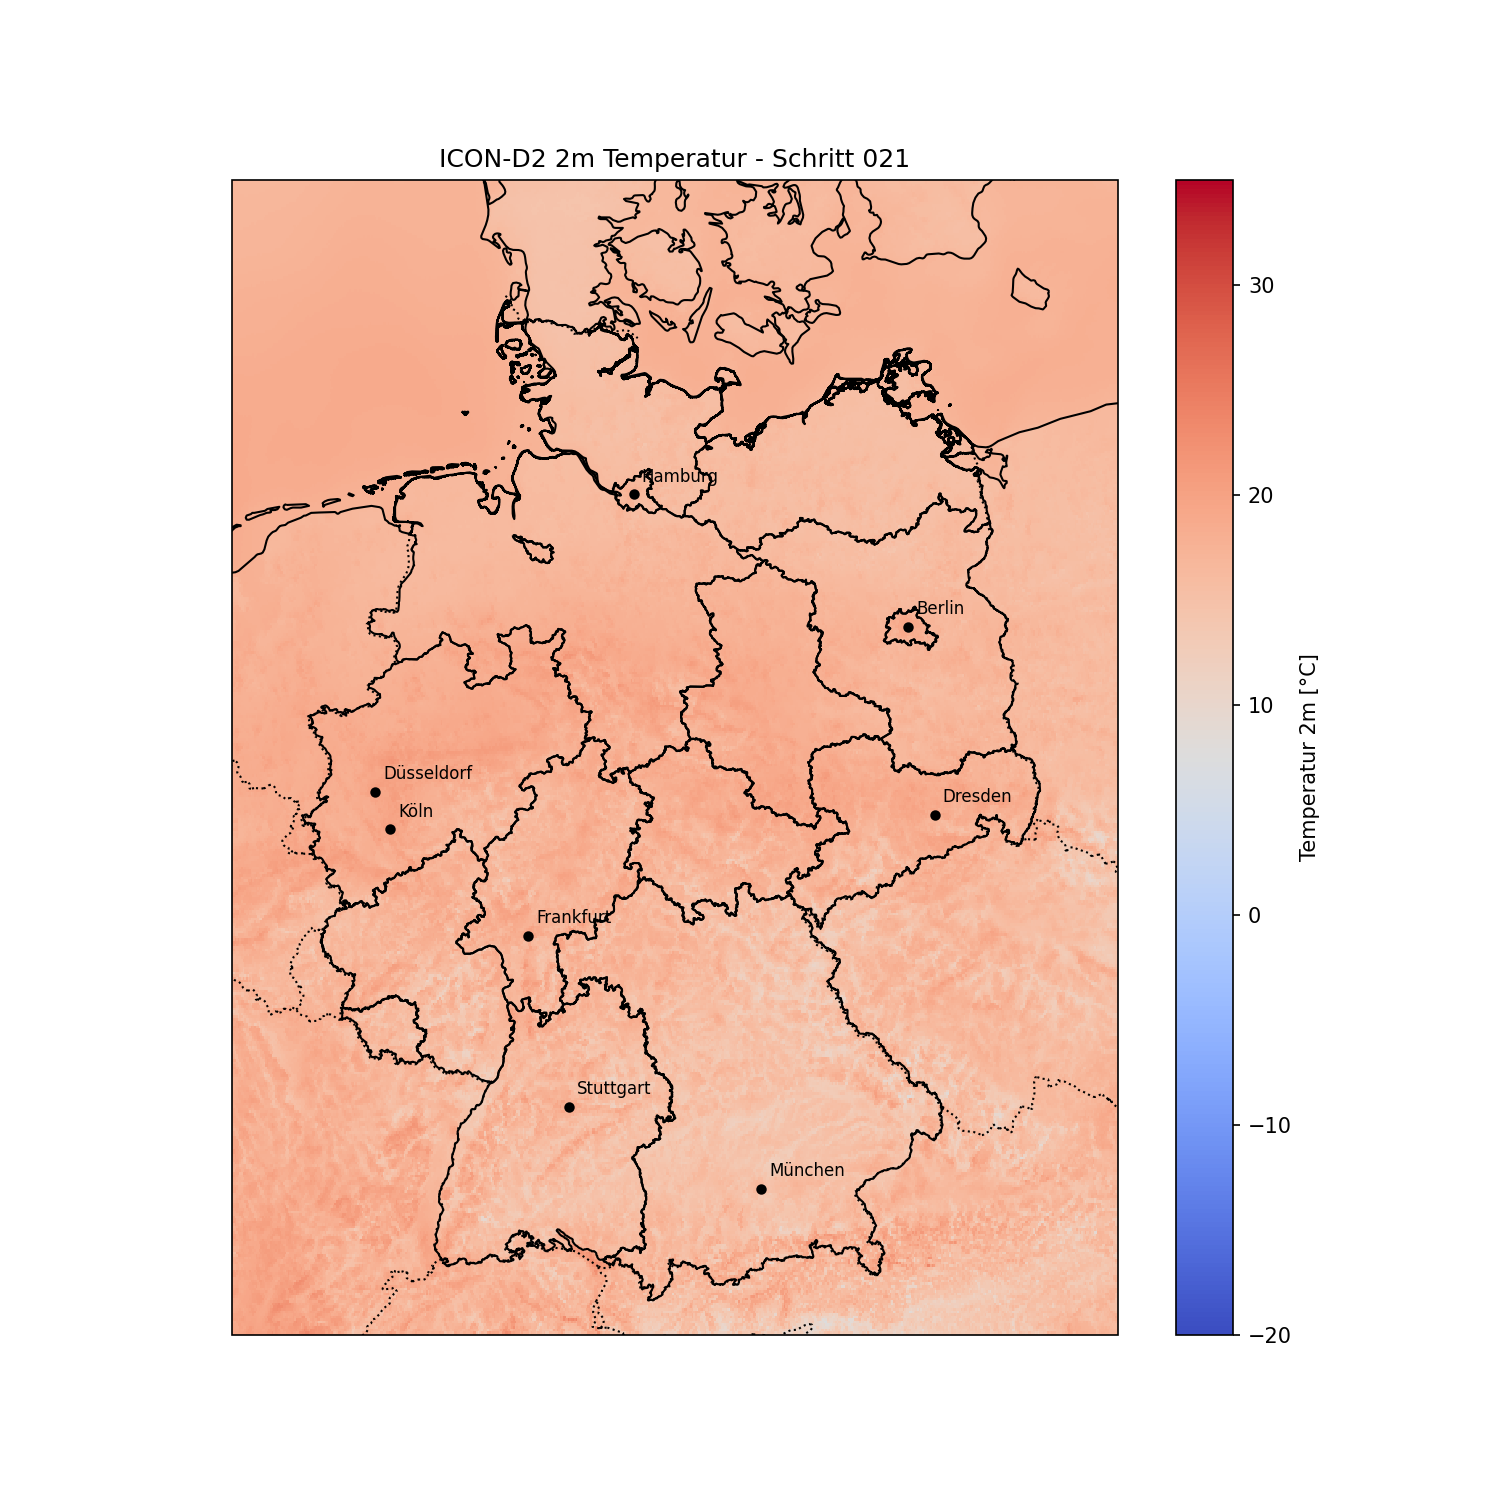 ICON-D2 2m Temperatur - Schritt 021
Hamburg
Berlin
Düsseldorf
Köln
Dresden
Frankfurt
Stuttgart
München
30
20
10
0
−10
−20
Temperatur 2m [°C]